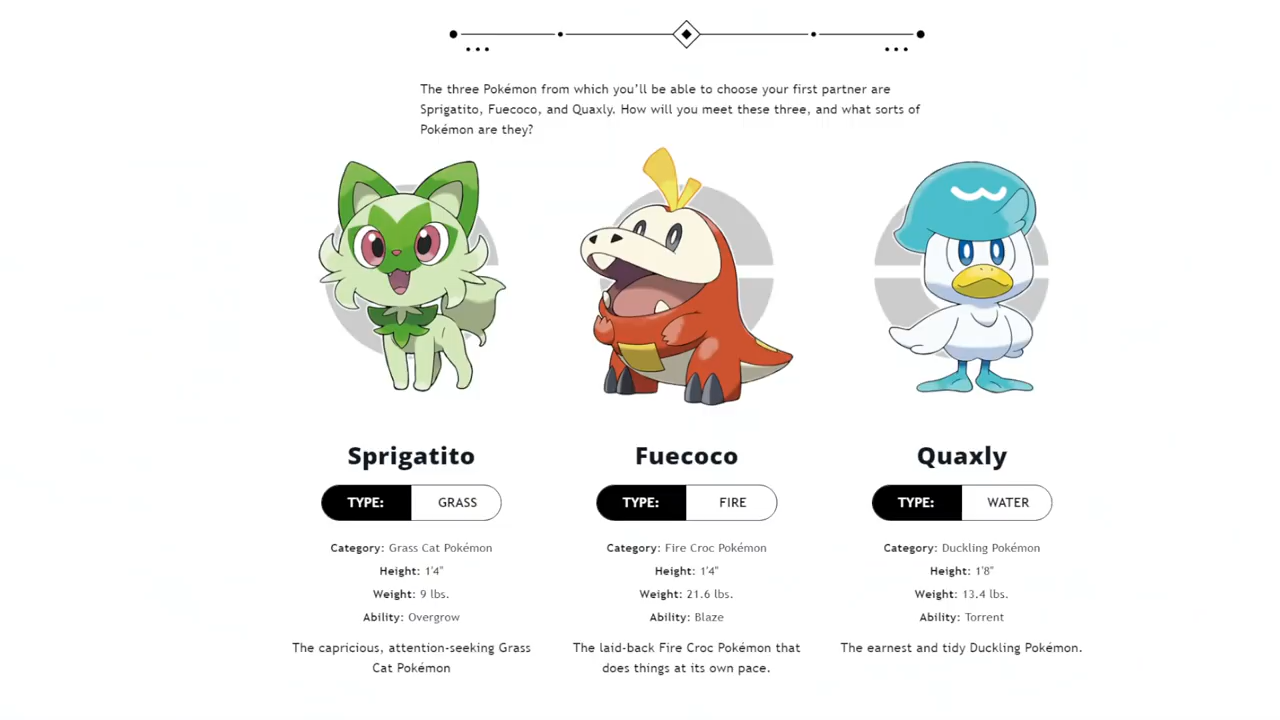 The three Pokémon from which you'll be able to choose your first partner are
Sprigatito, Fuecoco, and Quaxly. How will you meet these three, and what sorts of
Pokémon are they?
Sprigatito
TYPE: GRASS
Category: Grass Cat Pokémon
Height: 1'4"
Weight: 9 lbs.
Ability: Overgrow
The capricious, attention-seeking Grass
Cat Pokémon
Fuecoco
TYPE: FIRE
Category: Fire Croc Pokémon
Height: 1'4"
Weight: 21.6 lbs.
Ability: Blaze
The laid-back Fire Croc Pokémon that
does things at its own pace.
Quaxly
TYPE: WATER
Category: Duckling Pokémon
Height: 1'8"
Weight: 13.4 lbs.
Ability: Torrent
The earnest and tidy Duckling Pokémon.